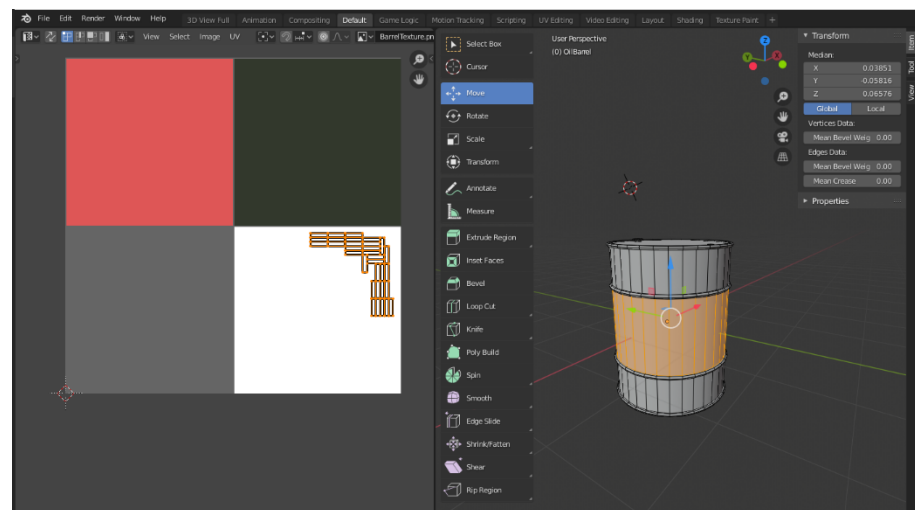 File Edit Render Window Help 3D View Full Animation Compositing Default Game Logic Motion Tracking Scripting UV Editing Video Editing Layout Shading Texture Paint +
View Select Image UV BarrelTexture.pn
Select Box
Cursor
Move
Rotate
Scale
Transform
Annotate
Measure
Extrude Region
Inset Faces
Bevel
Loop Cut
Knife
Poly Build
Spin
Smooth
Edge Slide
Shrink/Fatten
Shear
Rip Region
User Perspective
(0) OilBarrel
Z
Transform
Median:
X 0.03851
Y -0.05816
Z 0.06576
Global Local
Vertices Data:
Mean Bevel Weig 0.00
Edges Data:
Mean Bevel Weig 0.00
Mean Crease 0.00
Properties
Item
Tool
View